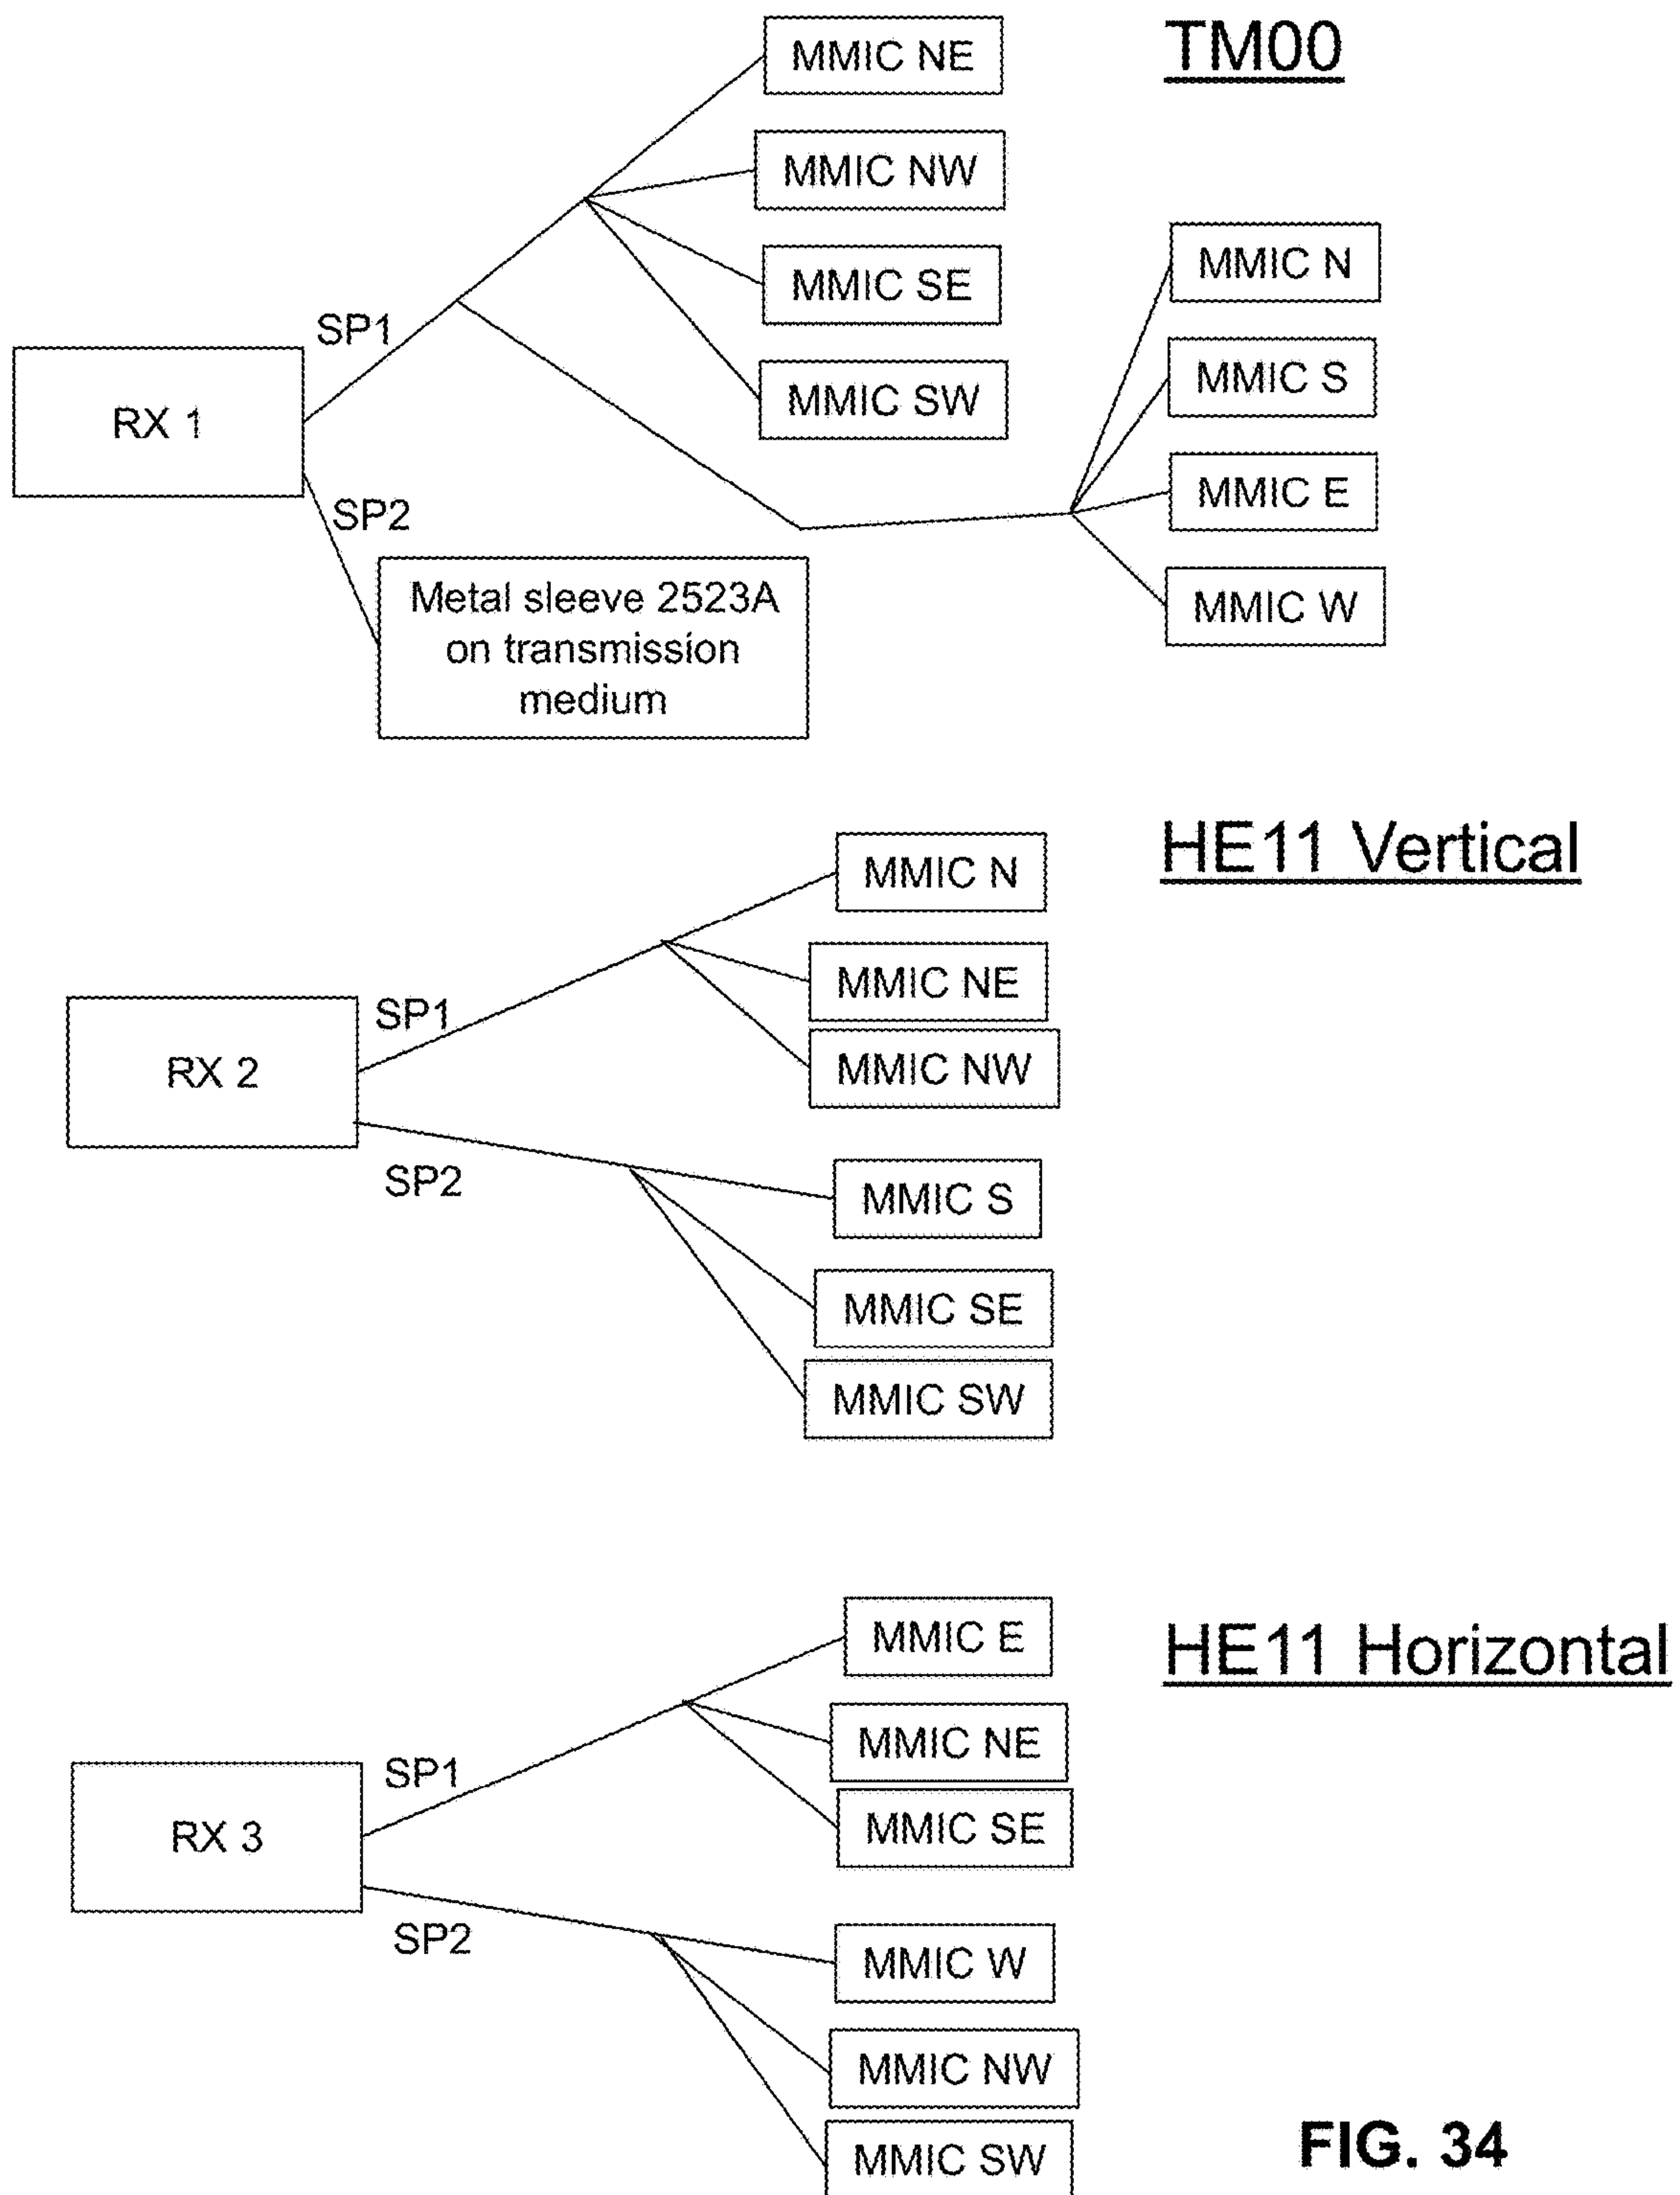 TM00
MMIC NE
MMIC NW
MMIC SE
MMIC SW
MMIC N
MMIC S
MMIC E
MMIC W
SP1
RX 1
SP2
Metal sleeve 2523A
on transmission
medium
HE11 Vertical
MMIC N
MMIC NE
MMIC NW
SP1
RX 2
SP2
MMIC S
MMIC SE
MMIC SW
HE11 Horizontal
MMIC E
MMIC NE
MMIC SE
SP1
RX 3
SP2
MMIC W
MMIC NW
MMIC SW
FIG. 34